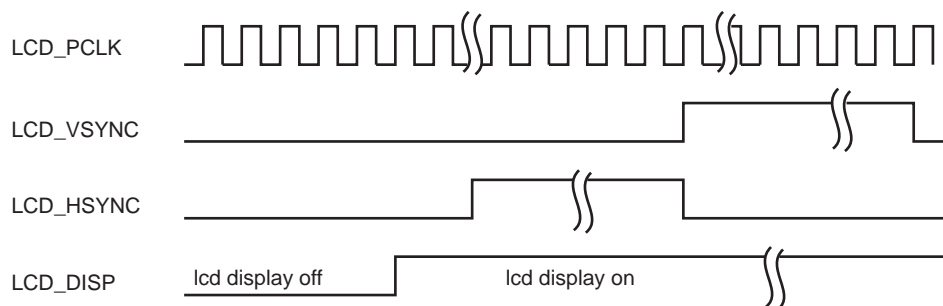 LCD_PCLK
LCD_VSYNC
LCD_HSYNC
LCD_DISP
lcd display off
lcd display on